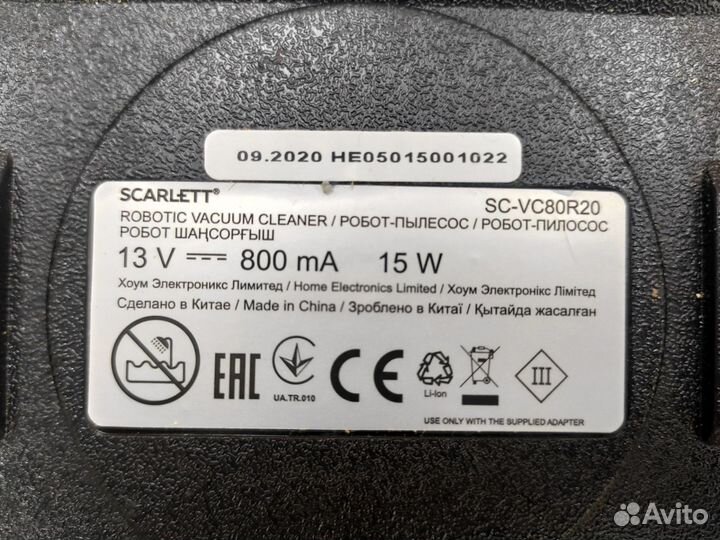 09.2020 HE05015001022
SCARLETT® SC-VC80R20
ROBOTIC VACUUM CLEANER / РОБОТ-ПЫЛЕСОС / РОБОТ-ПИЛОСОС
РОБОТ ШАҢСОРҒЫШ
13 V ⎓ 800 mA 15 W
Хоум Электроникс Лимитед / Home Electronics Limited / Хоум Электронікс Лімітед
Сделано в Китае / Made in China / Зроблено в Китаї / Қытайда жасалған
EAC CE III
UA.TR.010 Li-ion
USE ONLY WITH THE SUPPLIED ADAPTER
Avito